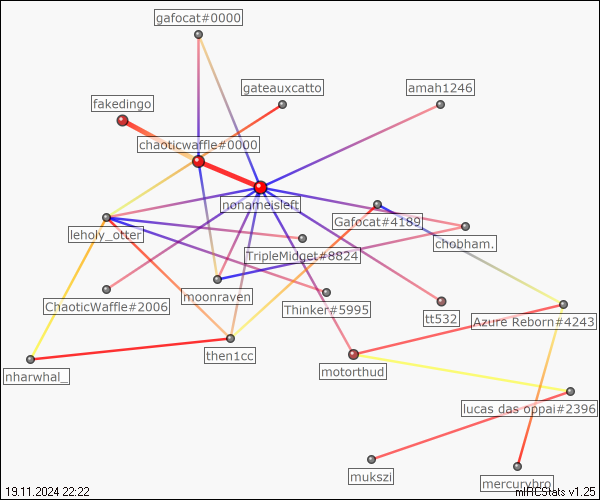 gafocat#0000
gateauxcatto
amah1246
fakedingo
chaoticwaffle#0000
nonameisleft
Gafocat#4189
leholy_otter
chobham.
TripleMidget#8824
ChaoticWaffle#2006
moonraven
Thinker#5995
tt532
Azure Reborn#4243
then1cc
motorthud
nharwhal_
lucas das oppai#2396
mukszi
mercurybro
19.11.2024 22:22
mIRCStats v1.25